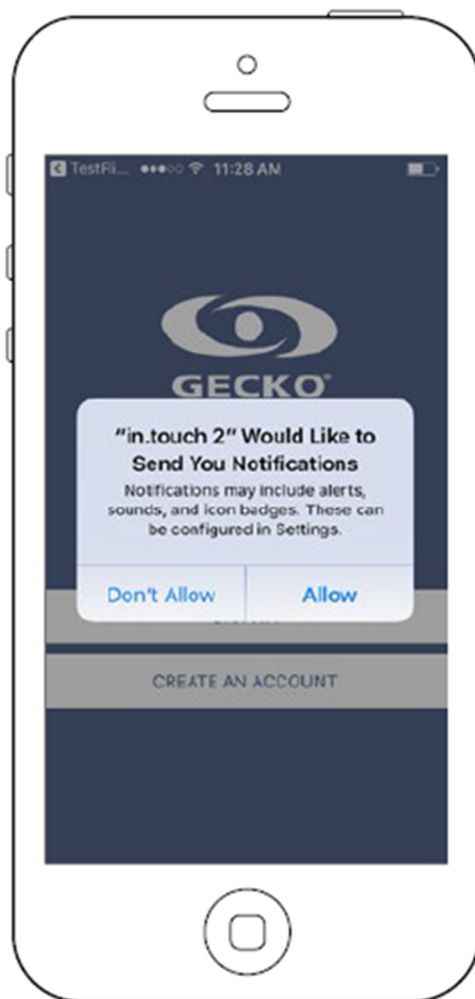 TestFli... 11:28 AM
GECKO®
"in.touch 2" Would Like to
Send You Notifications
Notifications may include alerts,
sounds, and icon badges. These can
be configured in Settings.
Don't Allow Allow
CREATE AN ACCOUNT